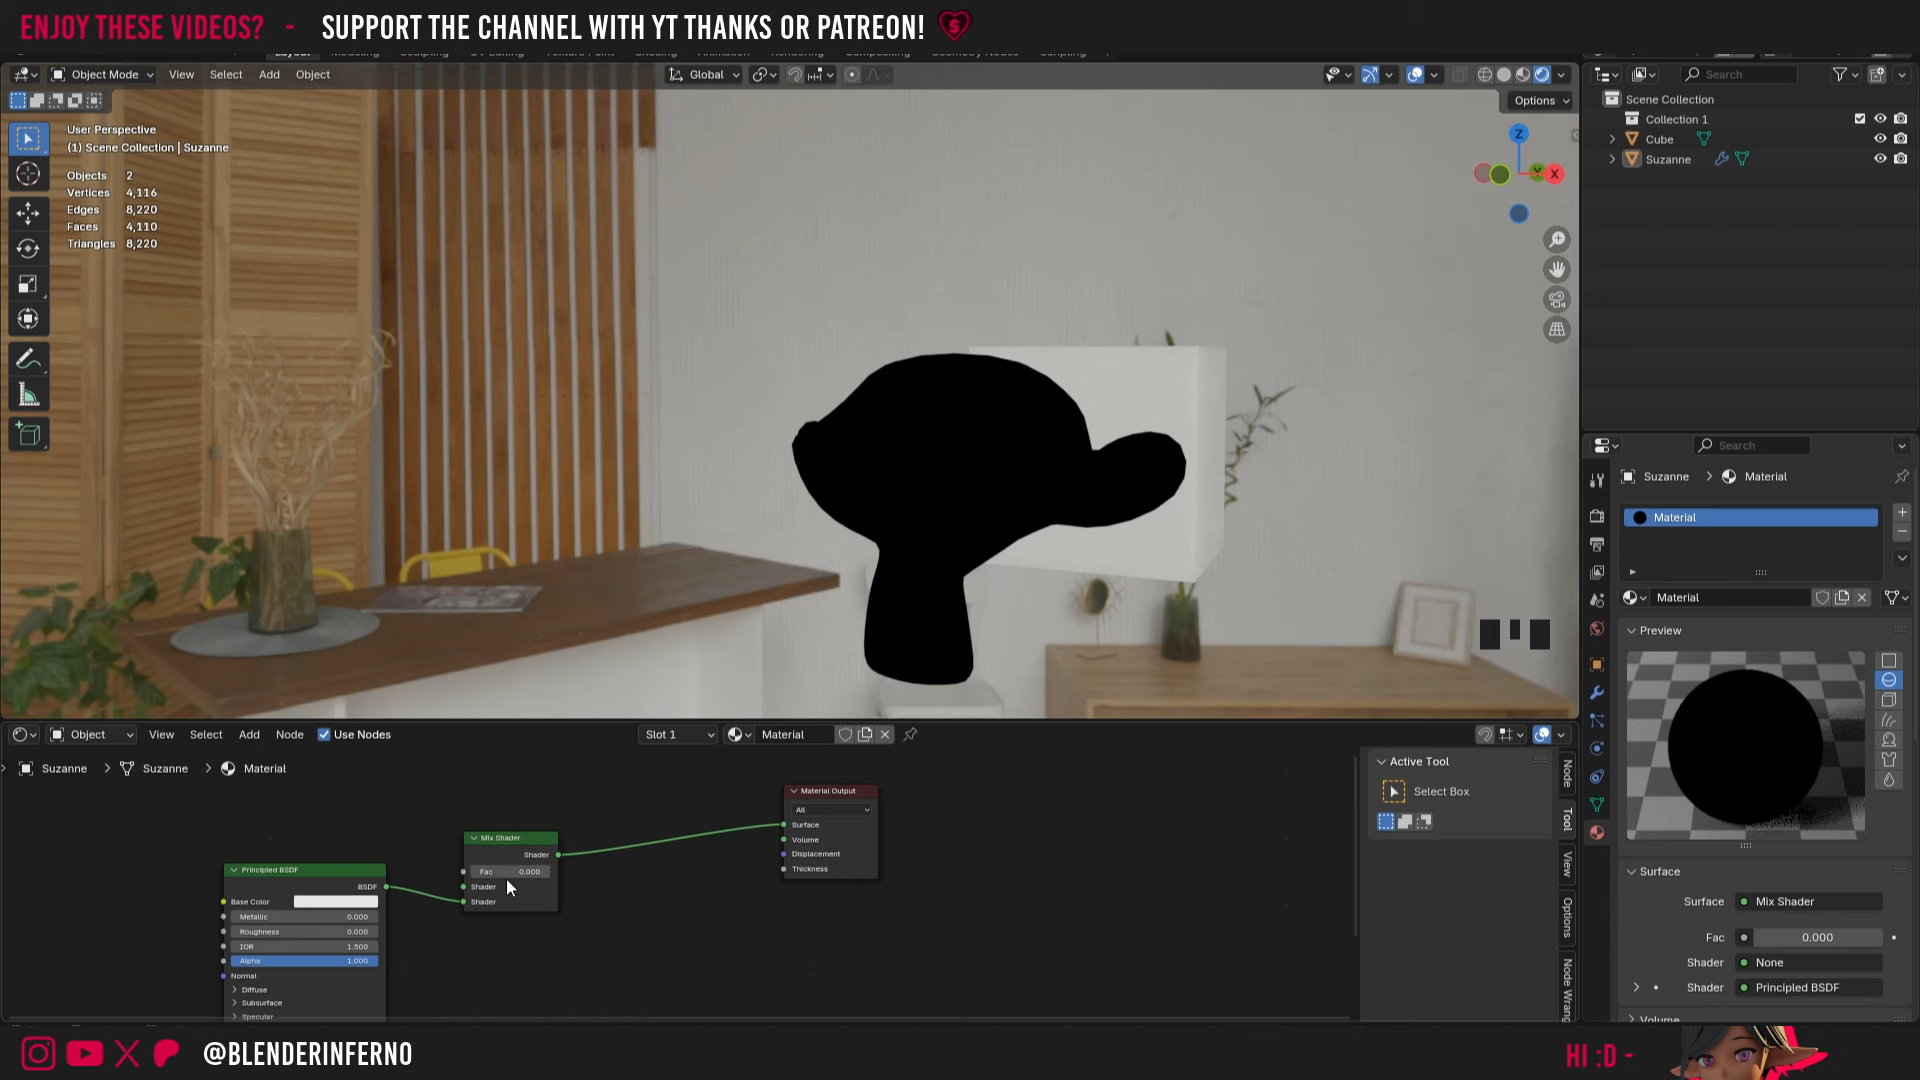 ENJOY THESE VIDEOS? - SUPPORT THE CHANNEL WITH YT THANKS OR PATREON!
Object Mode View Select Add Object Global Search
Options
User Perspective
(1) Scene Collection | Suzanne
Objects 2
Vertices 4,116
Edges 8,220
Faces 4,110
Triangles 8,220
Z
Y X
Scene Collection
Collection 1
Cube
Suzanne
Search
Suzanne > Material
Material
Material
Preview
Surface
Surface Mix Shader
Fac 0.000
Shader None
Shader Principled BSDF
Volume
Object View Select Add Node Use Nodes Slot 1 Material
Suzanne > Suzanne > Material
Material Output
All
Surface
Volume
Displacement
Thickness
Mix Shader
Shader
Fac 0.000
Shader
Shader
Principled BSDF
BSDF
Base Color
Metallic 0.000
Roughness 0.000
IOR 1.500
Alpha 1.000
Normal
Diffuse
Subsurface
Specular
Active Tool
Select Box
Node
Tool
View
Options
Node Wrang
@BLENDERINFERNO
HI :D -